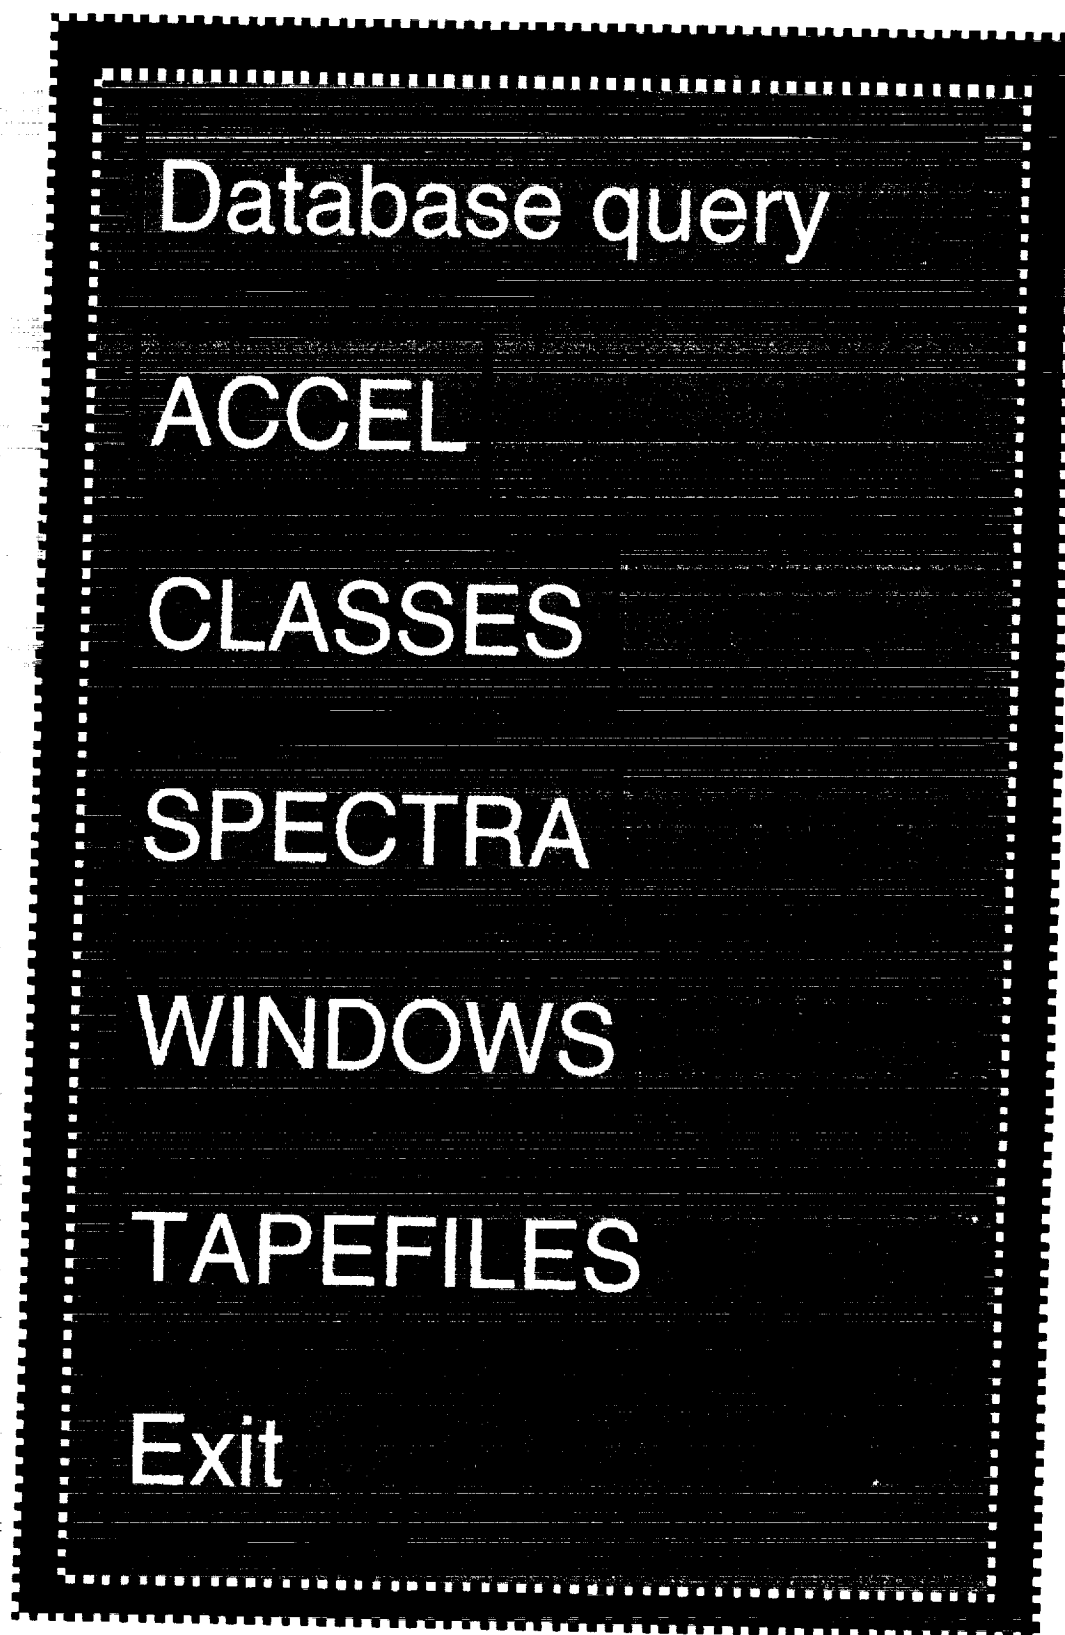 Database query
ACCEL
CLASSES
SPECTRA
WINDOWS
TAPEFILES
Exit